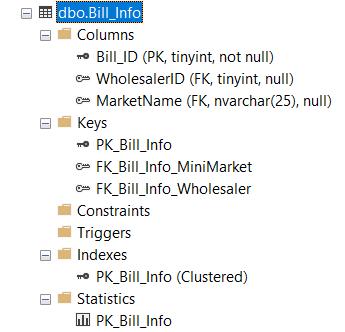 dbo.Bill_Info
Columns
Bill_ID (PK, tinyint, not null)
WholesalerID (FK, tinyint, null)
MarketName (FK, nvarchar(25), null)
Keys
PK_Bill_Info
FK_Bill_Info_MiniMarket
FK_Bill_Info_Wholesaler
Constraints
Triggers
Indexes
PK_Bill_Info (Clustered)
Statistics
PK_Bill_Info